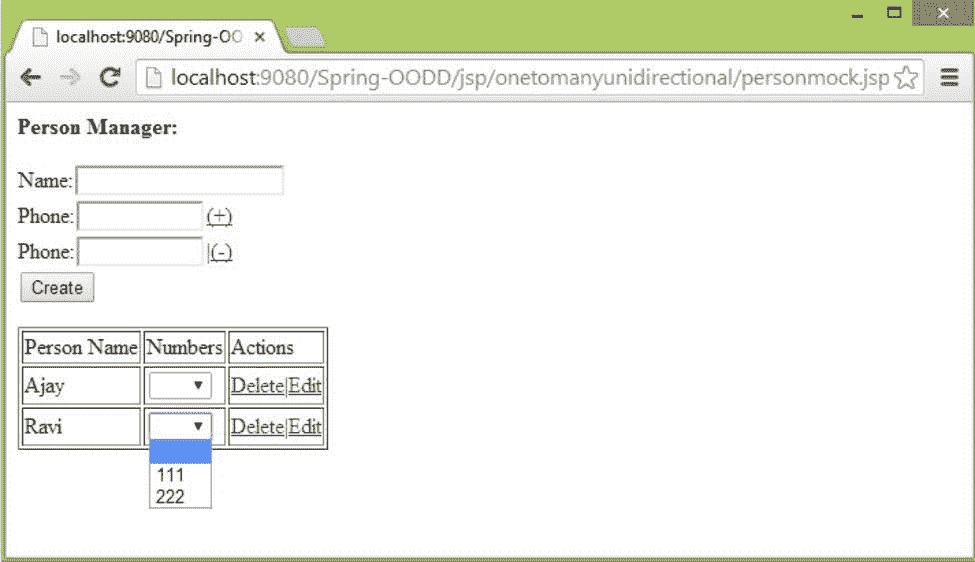 localhost:9080/Spring-OO
localhost:9080/Spring-OODD/jsp/onetomanyunidirectional/personmock.jsp
Person Manager:
Name:
Phone: (+)
Phone: |(-)
Create
Person Name Numbers Actions
Ajay Delete|Edit
Ravi Delete|Edit
111
222